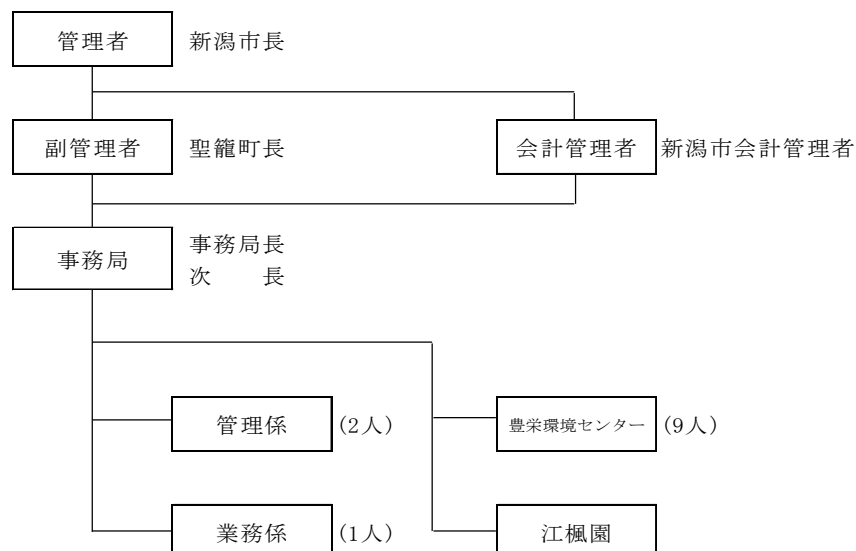 管理者 新潟市長
副管理者 聖籠町長 会計管理者 新潟市会計管理者
事務局 事務局長
次　　長
管理係 (2人) 豊栄環境センター (9人)
業務係 (1人) 江楓園